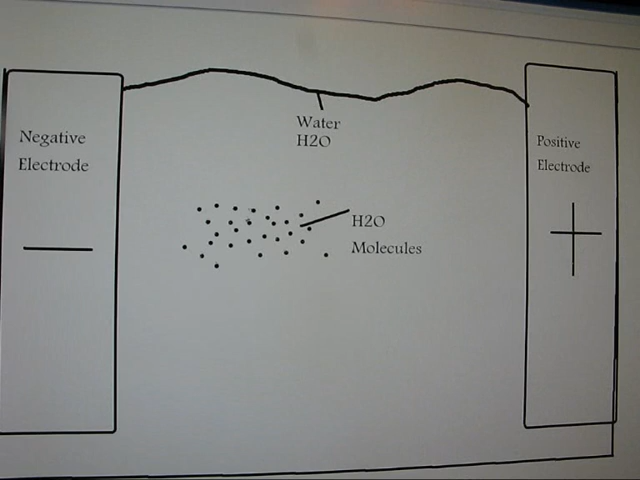 Negative
Electrode
Water
H2O
H2O
Molecules
Positive
Electrode